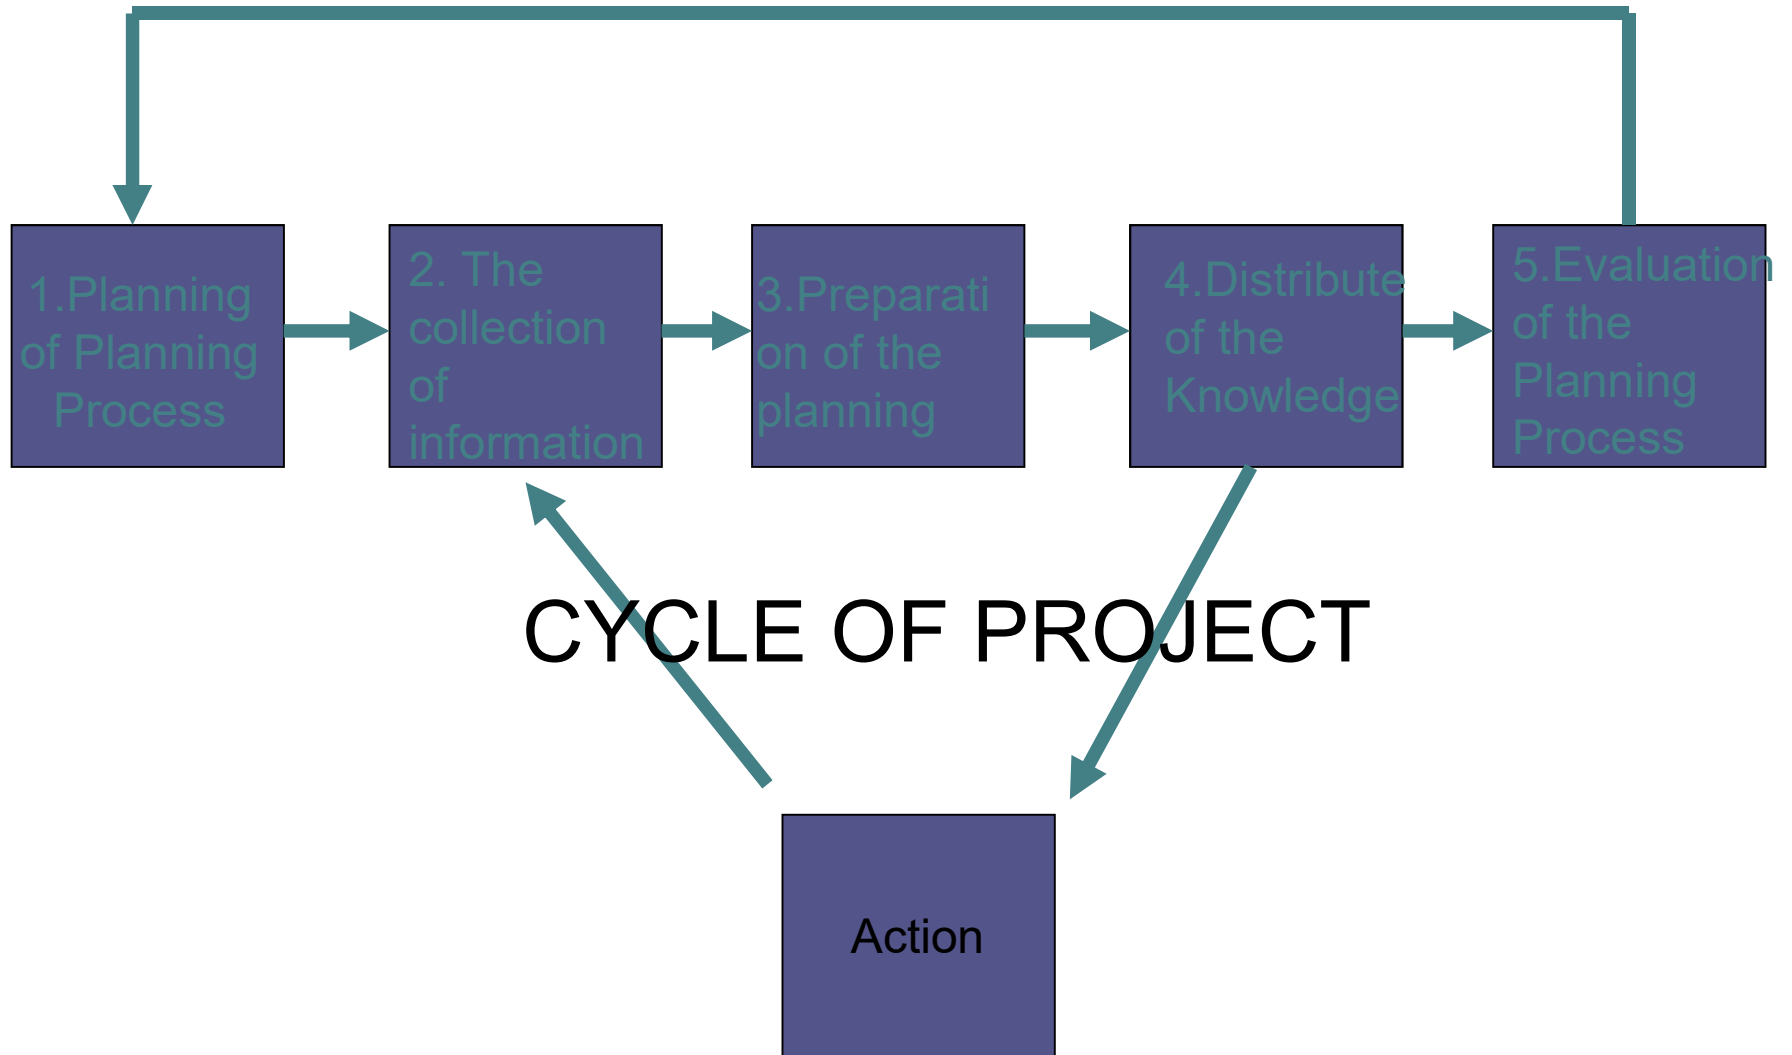 1.Planning
of Planning
Process
2. The
collection
of
information
3.Preparati
on of the
planning
4.Distribute
of the
Knowledge
5.Evaluation
of the
Planning
Process
CYCLE OF PROJECT
Action